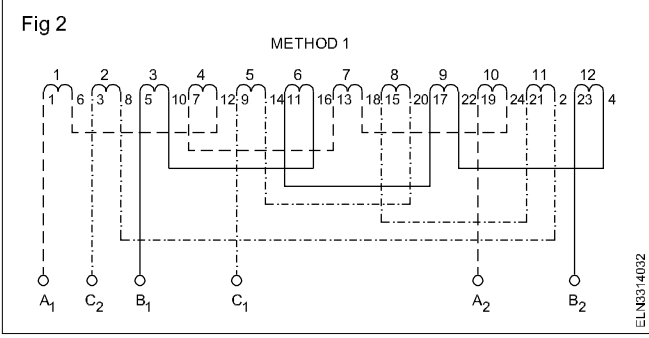 Fig 2
METHOD 1
1 2 3 4 5 6 7 8 9 10 11 12
1 6 3 8 5 10 7 12 9 14 11 16 13 18 15 20 17 22 19 24 21 2 23 4
A1 C2 B1 C1 A2 B2
ELN3314032